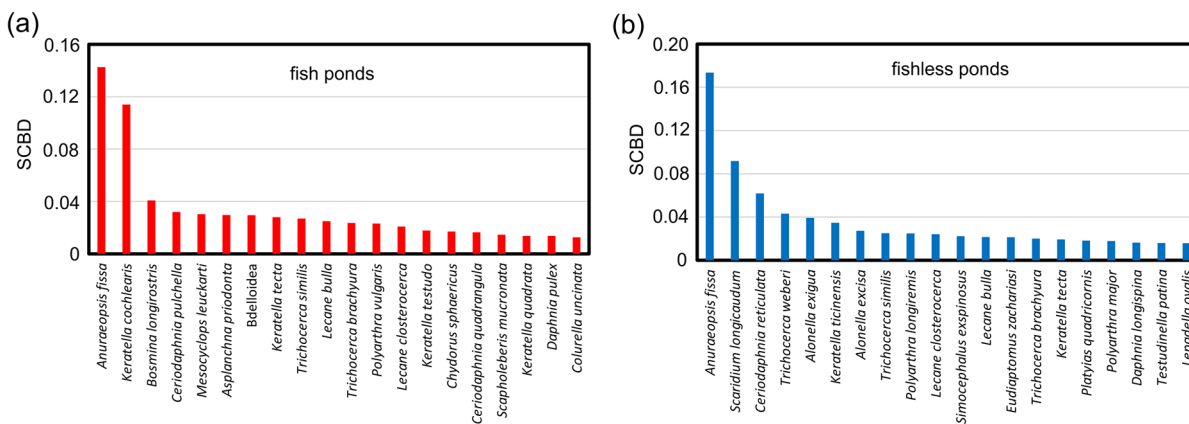 (a)
SCBD
0.16
0.12
0.08
0.04
0
fish ponds
Anuraeopsis fissa
Keratella cochlearis
Bosmina longirostris
Ceriodaphnia pulchella
Mesocyclops leuckarti
Asplanchna priodonta
Bdelloidea
Keratella tecta
Trichocerca similis
Lecane bulla
Trichocerca brachyura
Polyarthra vulgaris
Lecane closterocerca
Keratella testudo
Chydorus sphaericus
Ceriodaphnia quadrangula
Scapholeberis mucronata
Keratella quadrata
Daphnia pulex
Colurella uncinata
(b)
SCBD
0.20
0.16
0.12
0.08
0.04
0
fishless ponds
Anuraeopsis fissa
Scaridium longicaudum
Ceriodaphnia reticulata
Trichocerca weberi
Alonella exigua
Keratella ticinensis
Alonella excisa
Trichocerca similis
Polyarthra longiremis
Lecane closterocerca
Simocephalus exspinosus
Lecane bulla
Eudiaptomus zachariasi
Trichocerca brachyura
Keratella tecta
Platyias quadricornis
Polyarthra major
Daphnia longispina
Testudinella patina